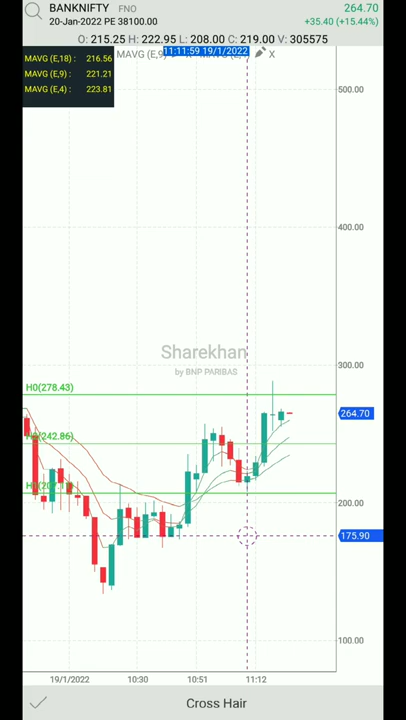 BANKNIFTY FNO 264.70
20-Jan-2022 PE 38100.00 +35.40 (+15.44%)
O: 215.25 H: 222.95 L: 208.00 C: 219.00 V: 305575
MAVG (E,18) : 216.56
MAVG (E,9) : 221.21
MAVG (E,4) : 223.81
MAVG (E,9) 11:11:59 19/1/2022 X
500.00
400.00
Sharekhan
by BNP PARIBAS
300.00
H0(278.43)
264.70
H0(242.86)
200.00
175.90
100.00
19/1/2022 10:30 10:51 11:12
Cross Hair